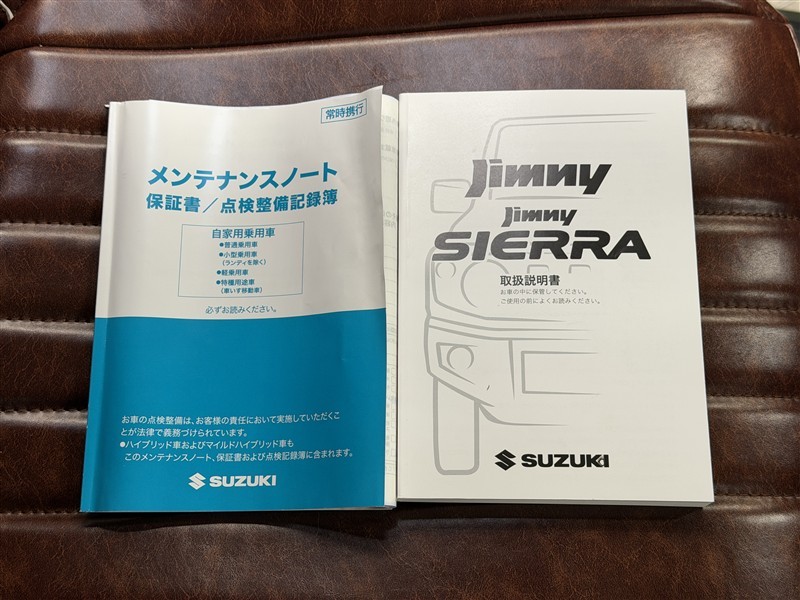 常時携行
メンテナンスノート
保証書/点検整備記録簿
自家用乗用車
●普通乗用車
●小型乗用車
(ランディを除く)
●軽乗用車
●特種用途車
(車いす移動車)
必ずお読みください。
お車の点検整備は、お客様の責任において実施していただくこ
とが法律で義務づけられています。
●ハイブリッド車およびマイルドハイブリッド車も
このメンテナンスノート、保証書および点検記録簿に含まれます。
SUZUKI
Jimny
Jimny
SIERRA
取扱説明書
お車の中に保管してください。
ご使用の前によくお読みください。
SUZUKI